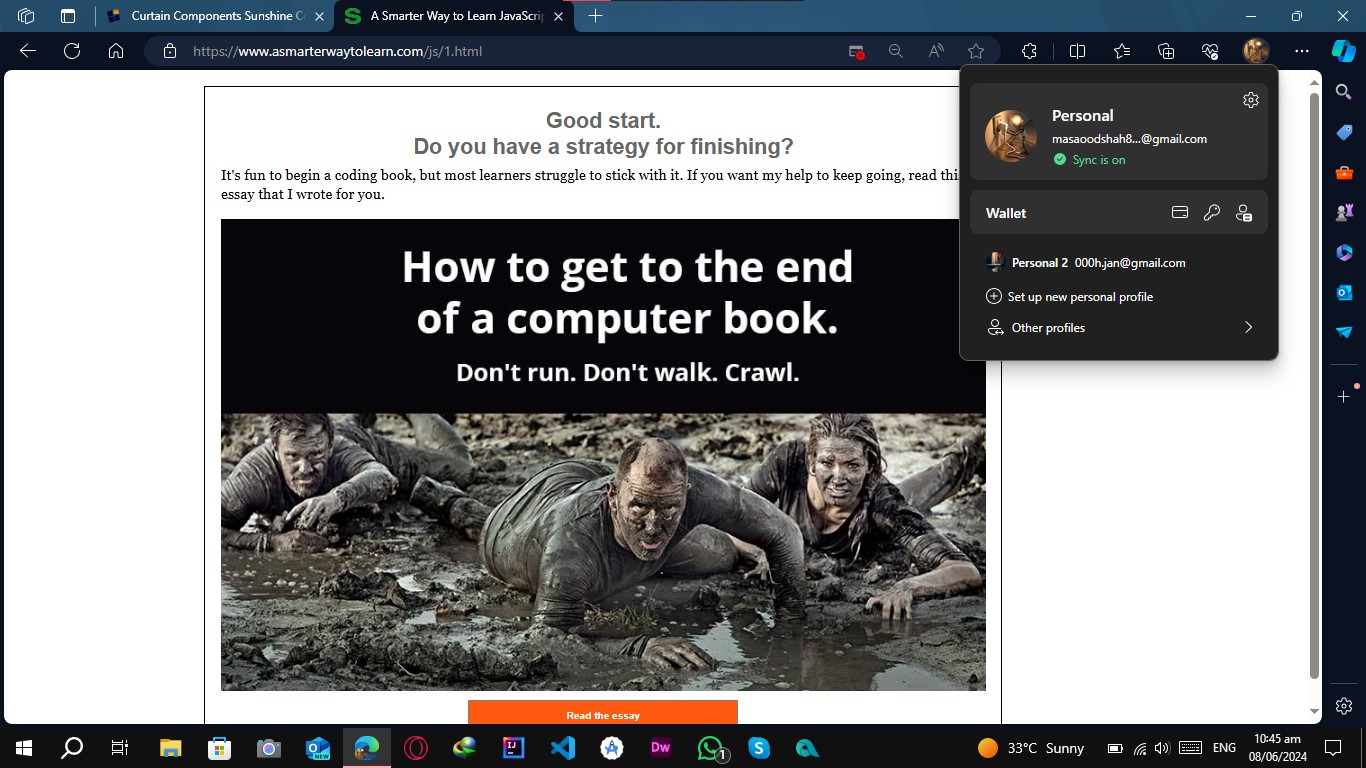 Curtain Components Sunshine C
A Smarter Way to Learn JavaScrip
https://www.asmarterwaytolearn.com/js/1.html
Good start.
Do you have a strategy for finishing?
It's fun to begin a coding book, but most learners struggle to stick with it. If you want my help to keep going, read this
essay that I wrote for you.
How to get to the end
of a computer book.
Don't run. Don't walk. Crawl.
Read the essay
Personal
masaoodshah8...@gmail.com
Sync is on
Wallet
Personal 2 000h.jan@gmail.com
Set up new personal profile
Other profiles
NEW
IJ
Dw
1
33°C Sunny
ENG
10:45 am
08/06/2024